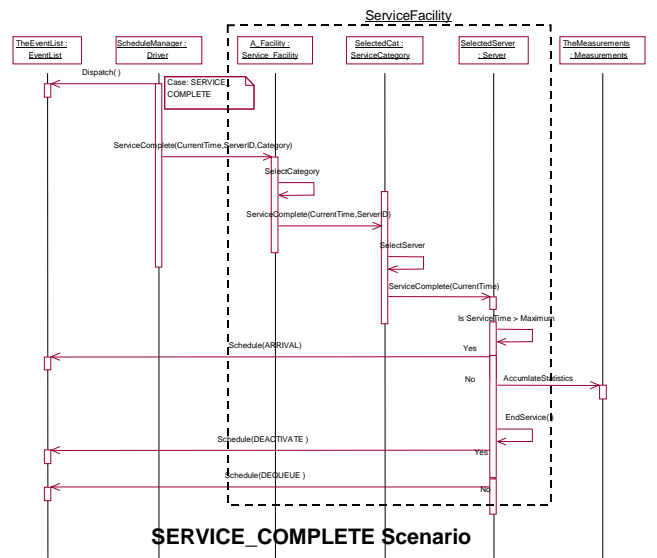 ServiceFacility
TheEventList :
EventList
ScheduleManager :
Driver
A_Facility :
Service_Facility
SelectedCat :
ServiceCategory
SelectedServer
: Server
TheMeasurements
: Measurements
Dispatch( )
Case: SERVICE_
COMPLETE
ServiceComplete(CurrentTime,ServerID,Category)
SelectCategory
ServiceComplete(CurrentTime,ServerID)
SelectServer
ServiceComplete(CurrentTime)
Is ServiceTime > Maximum
Schedule(ARRIVAL)
Yes
No
AccumlateStatistics
EndService()
Schedule(DEACTIVATE )
Yes
Schedule(DEQUEUE )
No
SERVICE_COMPLETE Scenario